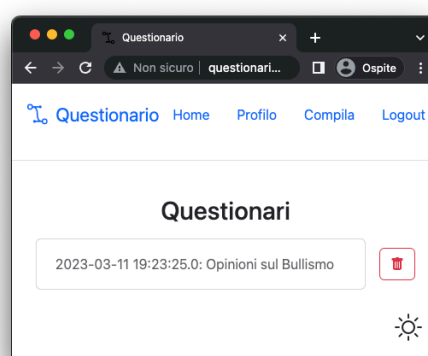 Questionario
Non sicuro questionari... Ospite
Questionario Home Profilo Compila Logout
Questionari
2023-03-11 19:23:25.0: Opinioni sul Bullismo